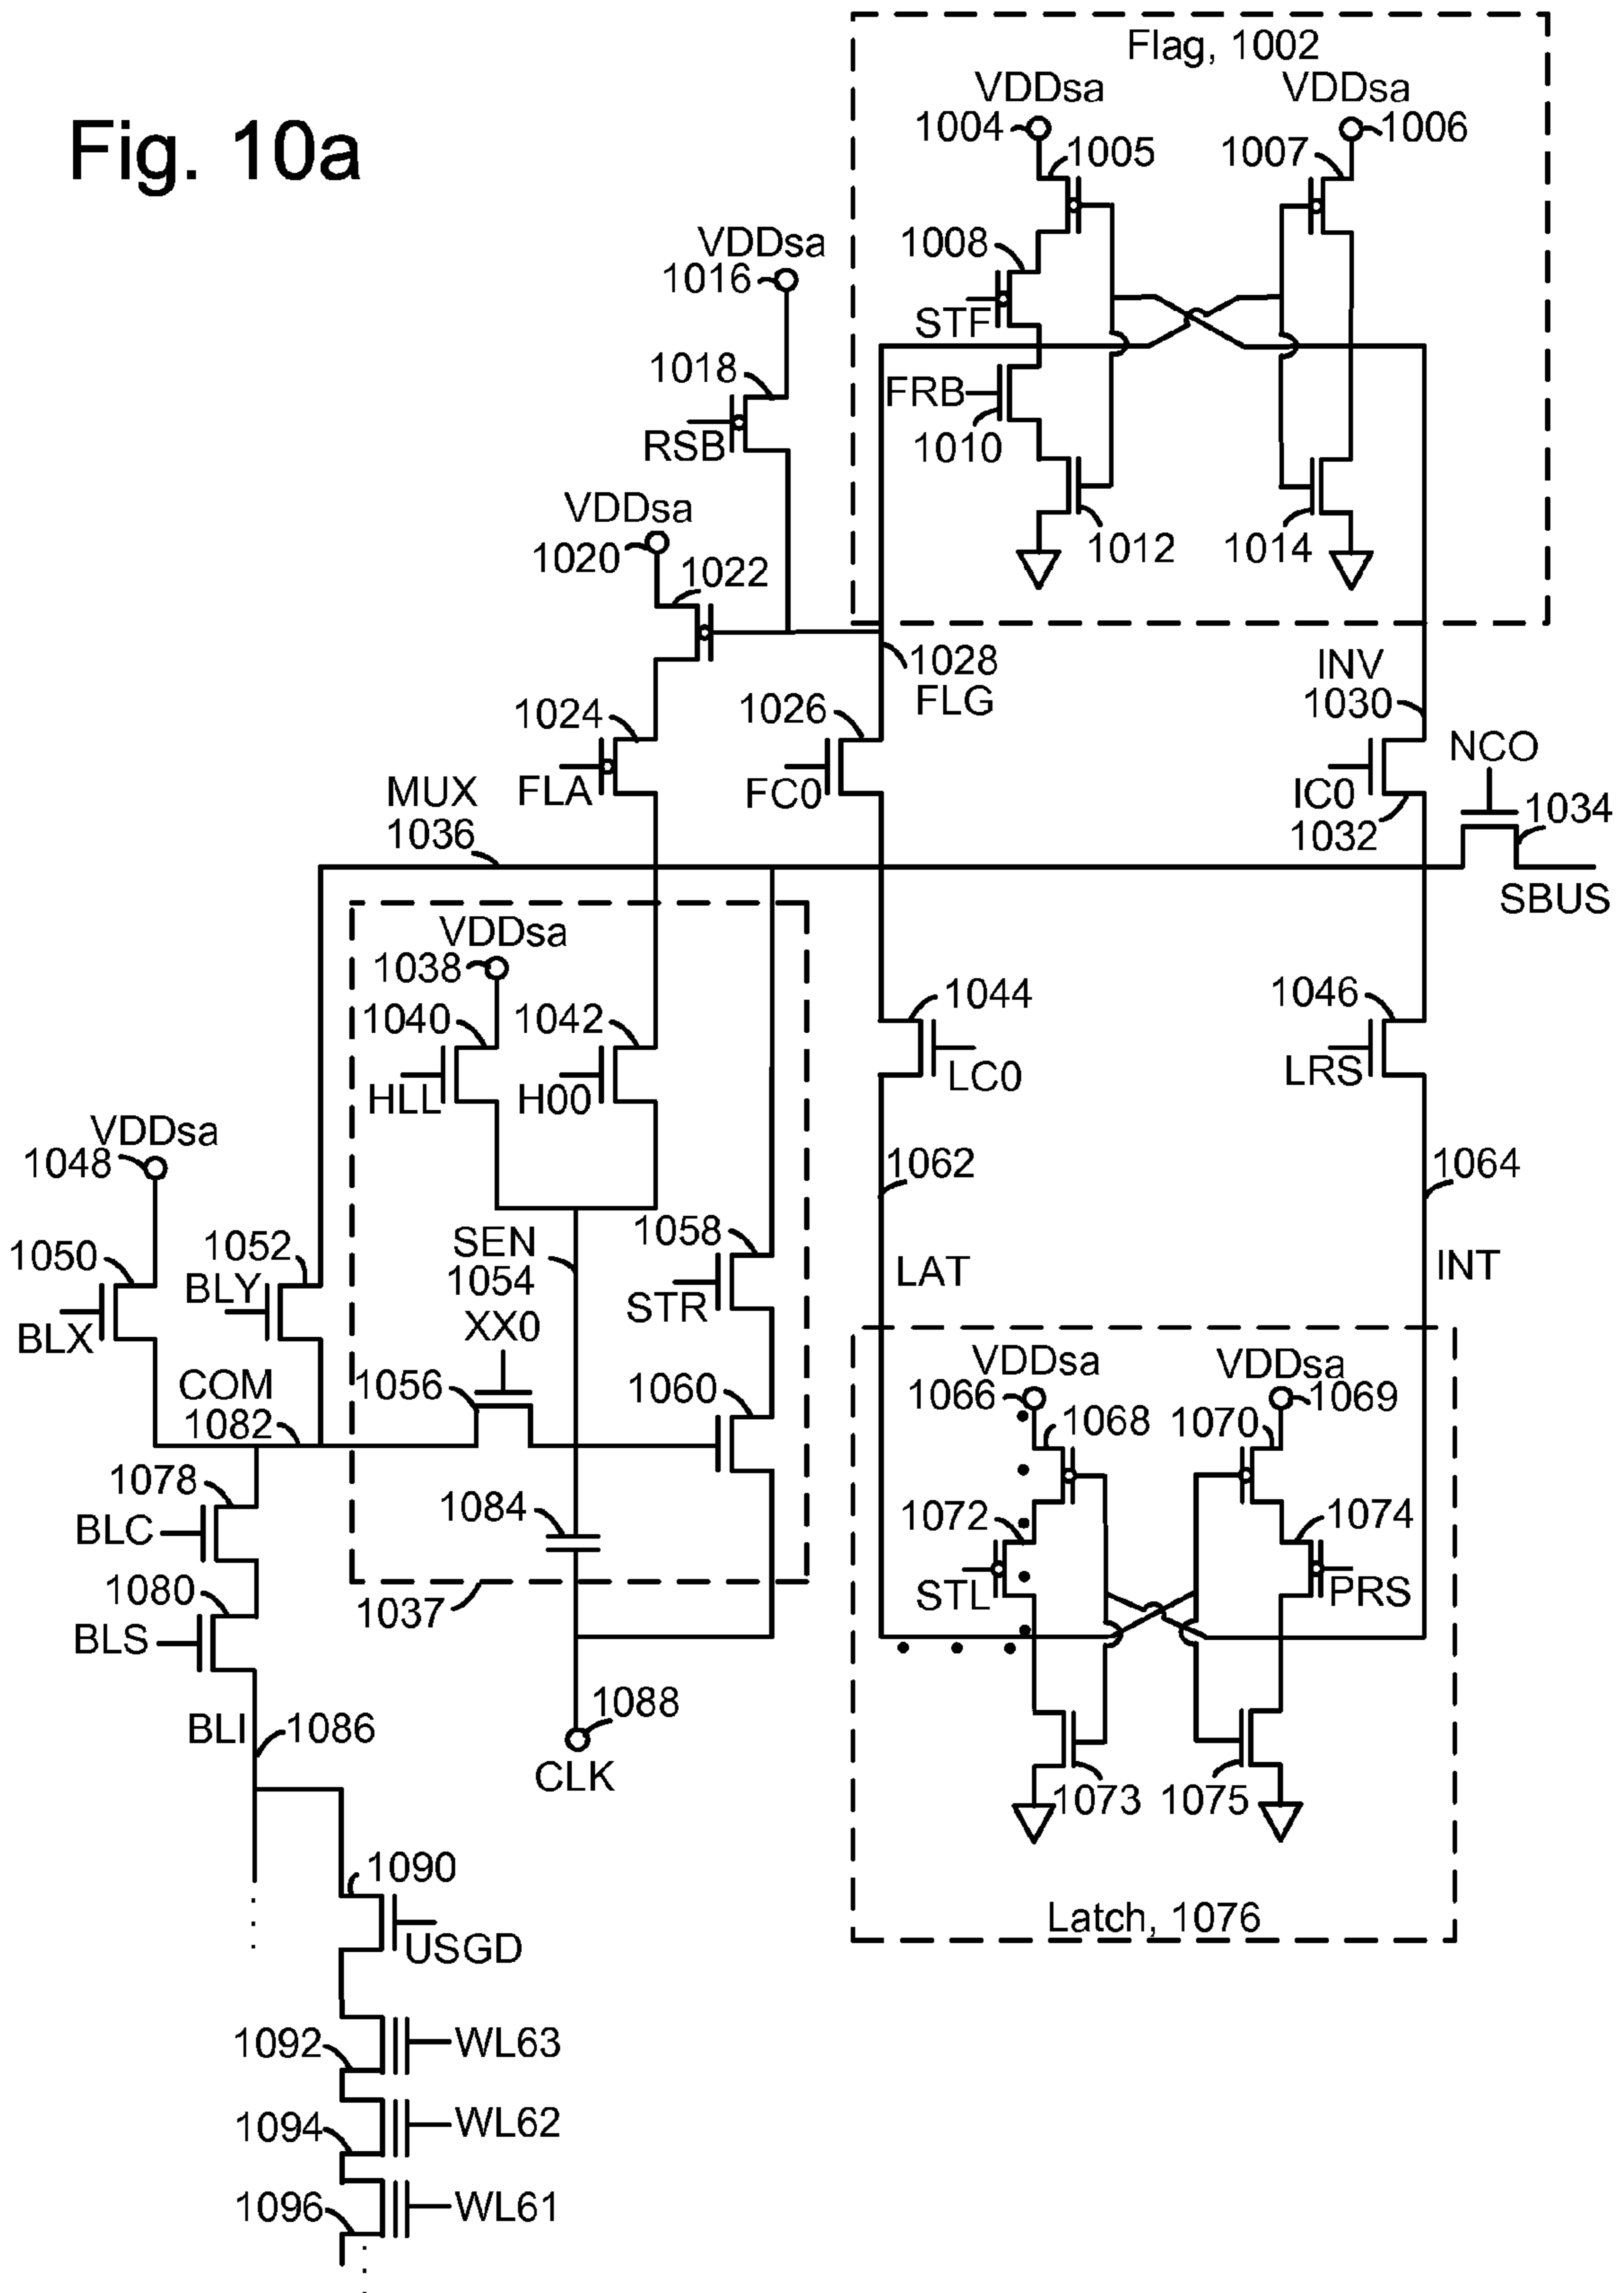 Fig. 10a
Flag, 1002
VDDsa
VDDsa
1004
1006
1005
1007
1008
STF
FRB
1010
1012
1014
VDDsa
1016
1018
RSB
VDDsa
1020
1022
1028
FLG
INV
1030
1024
1026
NCO
FLA
FC0
IC0
1032
1034
MUX
1036
SBUS
VDDsa
1038
1040
1042
1044
1046
HLL
H00
LC0
LRS
VDDsa
1048
1062
1064
1050
1052
BLY
BLX
SEN
1054
1058
STR
LAT
INT
XX0
COM
1082
1056
1060
VDDsa
VDDsa
1066
1069
1068
1070
1078
BLC
1084
1072
1074
1080
BLS
1037
STL
PRS
BLI
1086
1088
CLK
1073
1075
1090
USGD
Latch, 1076
1092
WL63
1094
WL62
1096
WL61